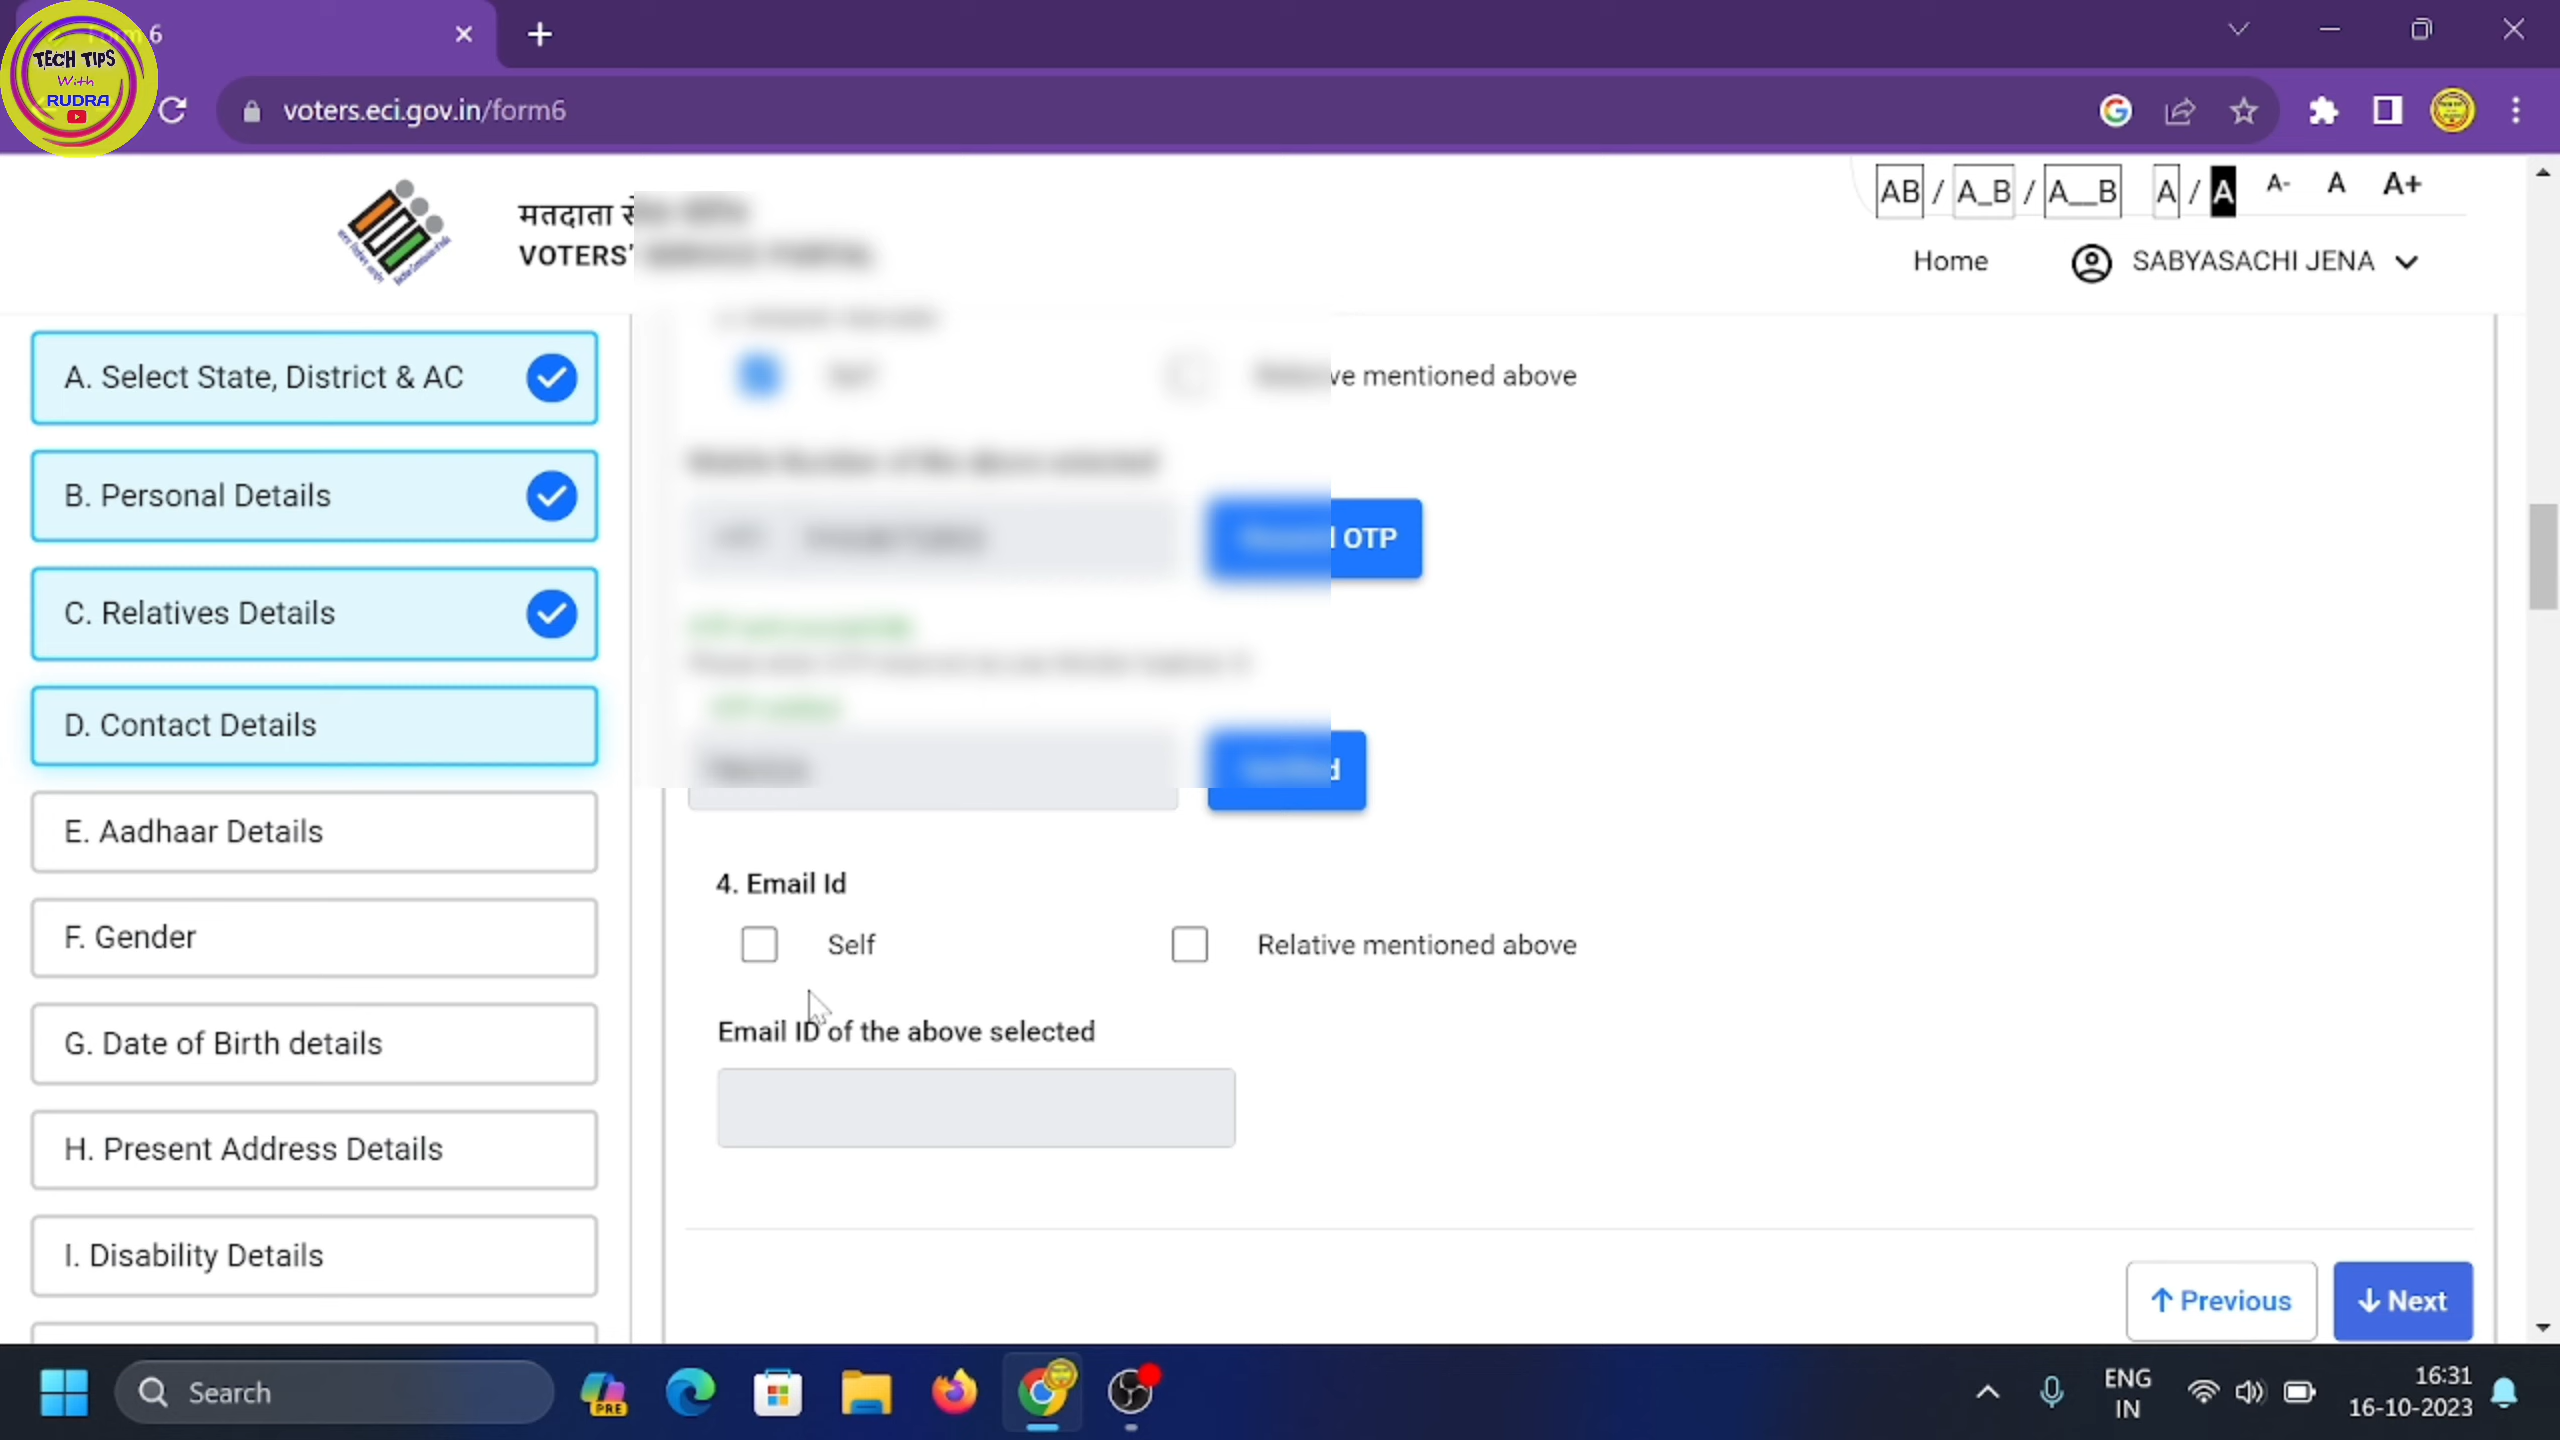 Form 6
TECH TIPS
With
RUDRA
voters.eci.gov.in/form6
AB / A_B / A__B A / A A- A A+
मतदाता
VOTERS'
Home
SABYASACHI JENA
A. Select State, District & AC
B. Personal Details
C. Relatives Details
D. Contact Details
E. Aadhaar Details
F. Gender
G. Date of Birth details
H. Present Address Details
I. Disability Details
mentioned above
OTP
4. Email Id
Self
Relative mentioned above
Email ID of the above selected
Previous
Next
Search
PRE
ENG
IN
16:31
16-10-2023